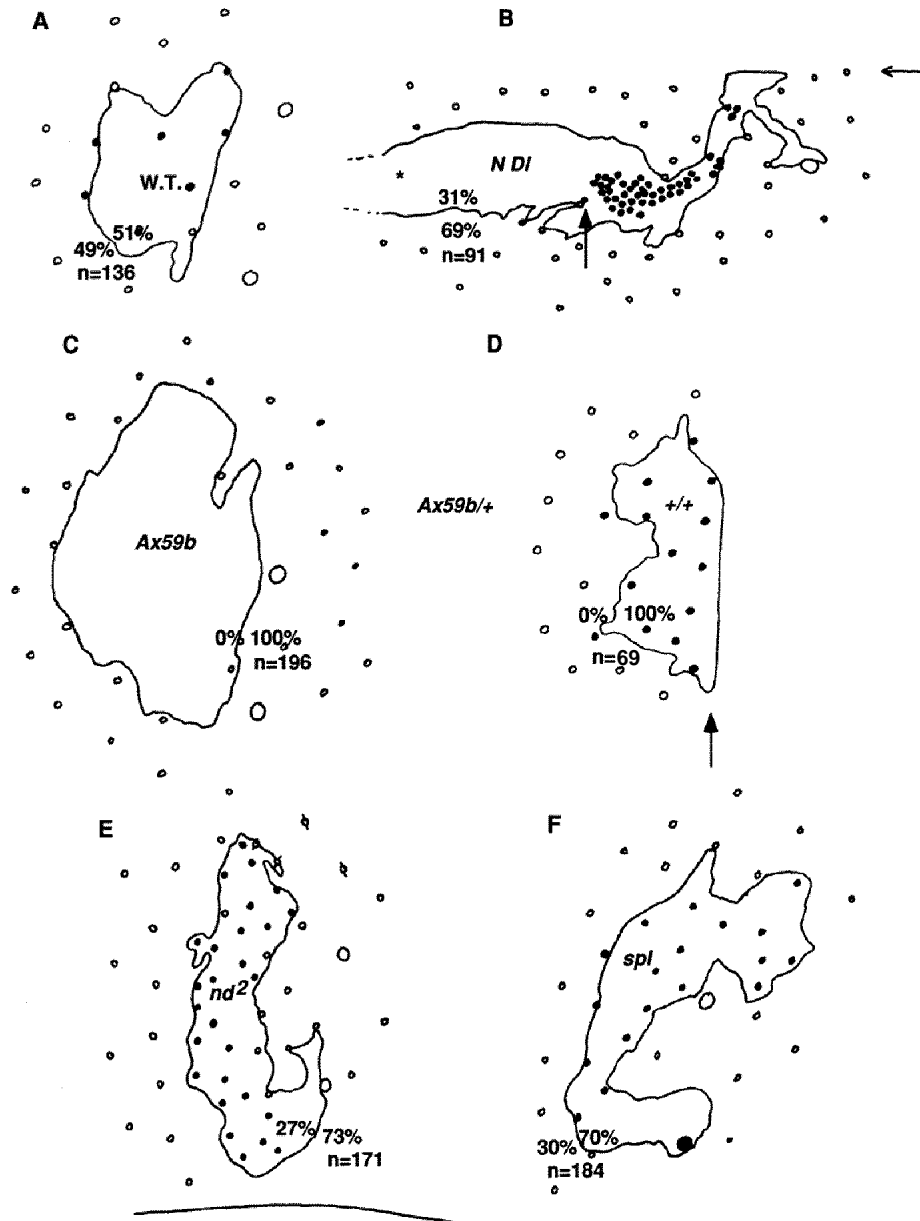 A
W.T.
51%
49%
n=136
B
N Dl
*
31%
69%
n=91
C
Ax59b
0% 100%
n=196
Ax59b/+
D
+/+
0% 100%
n=69
E
nd²
27% 73%
n=171
F
spl
30% 70%
n=184